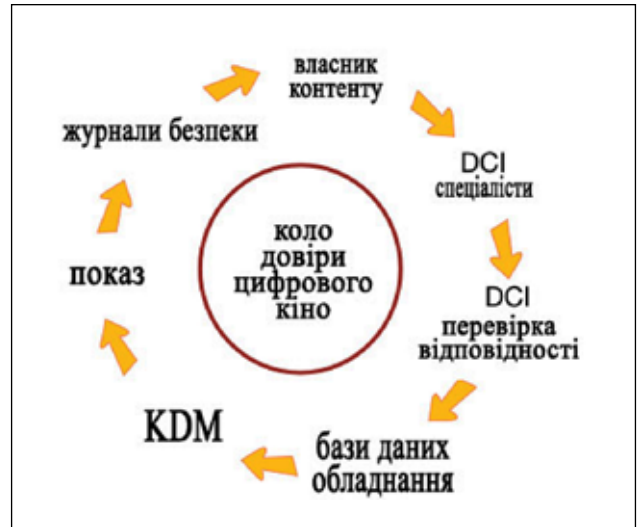 власник
контенту
DCI
спеціалісти
DCI
перевірка
відповідності
бази даних
обладнання
KDM
показ
журнали безпеки
коло
довіри
цифрового
кіно